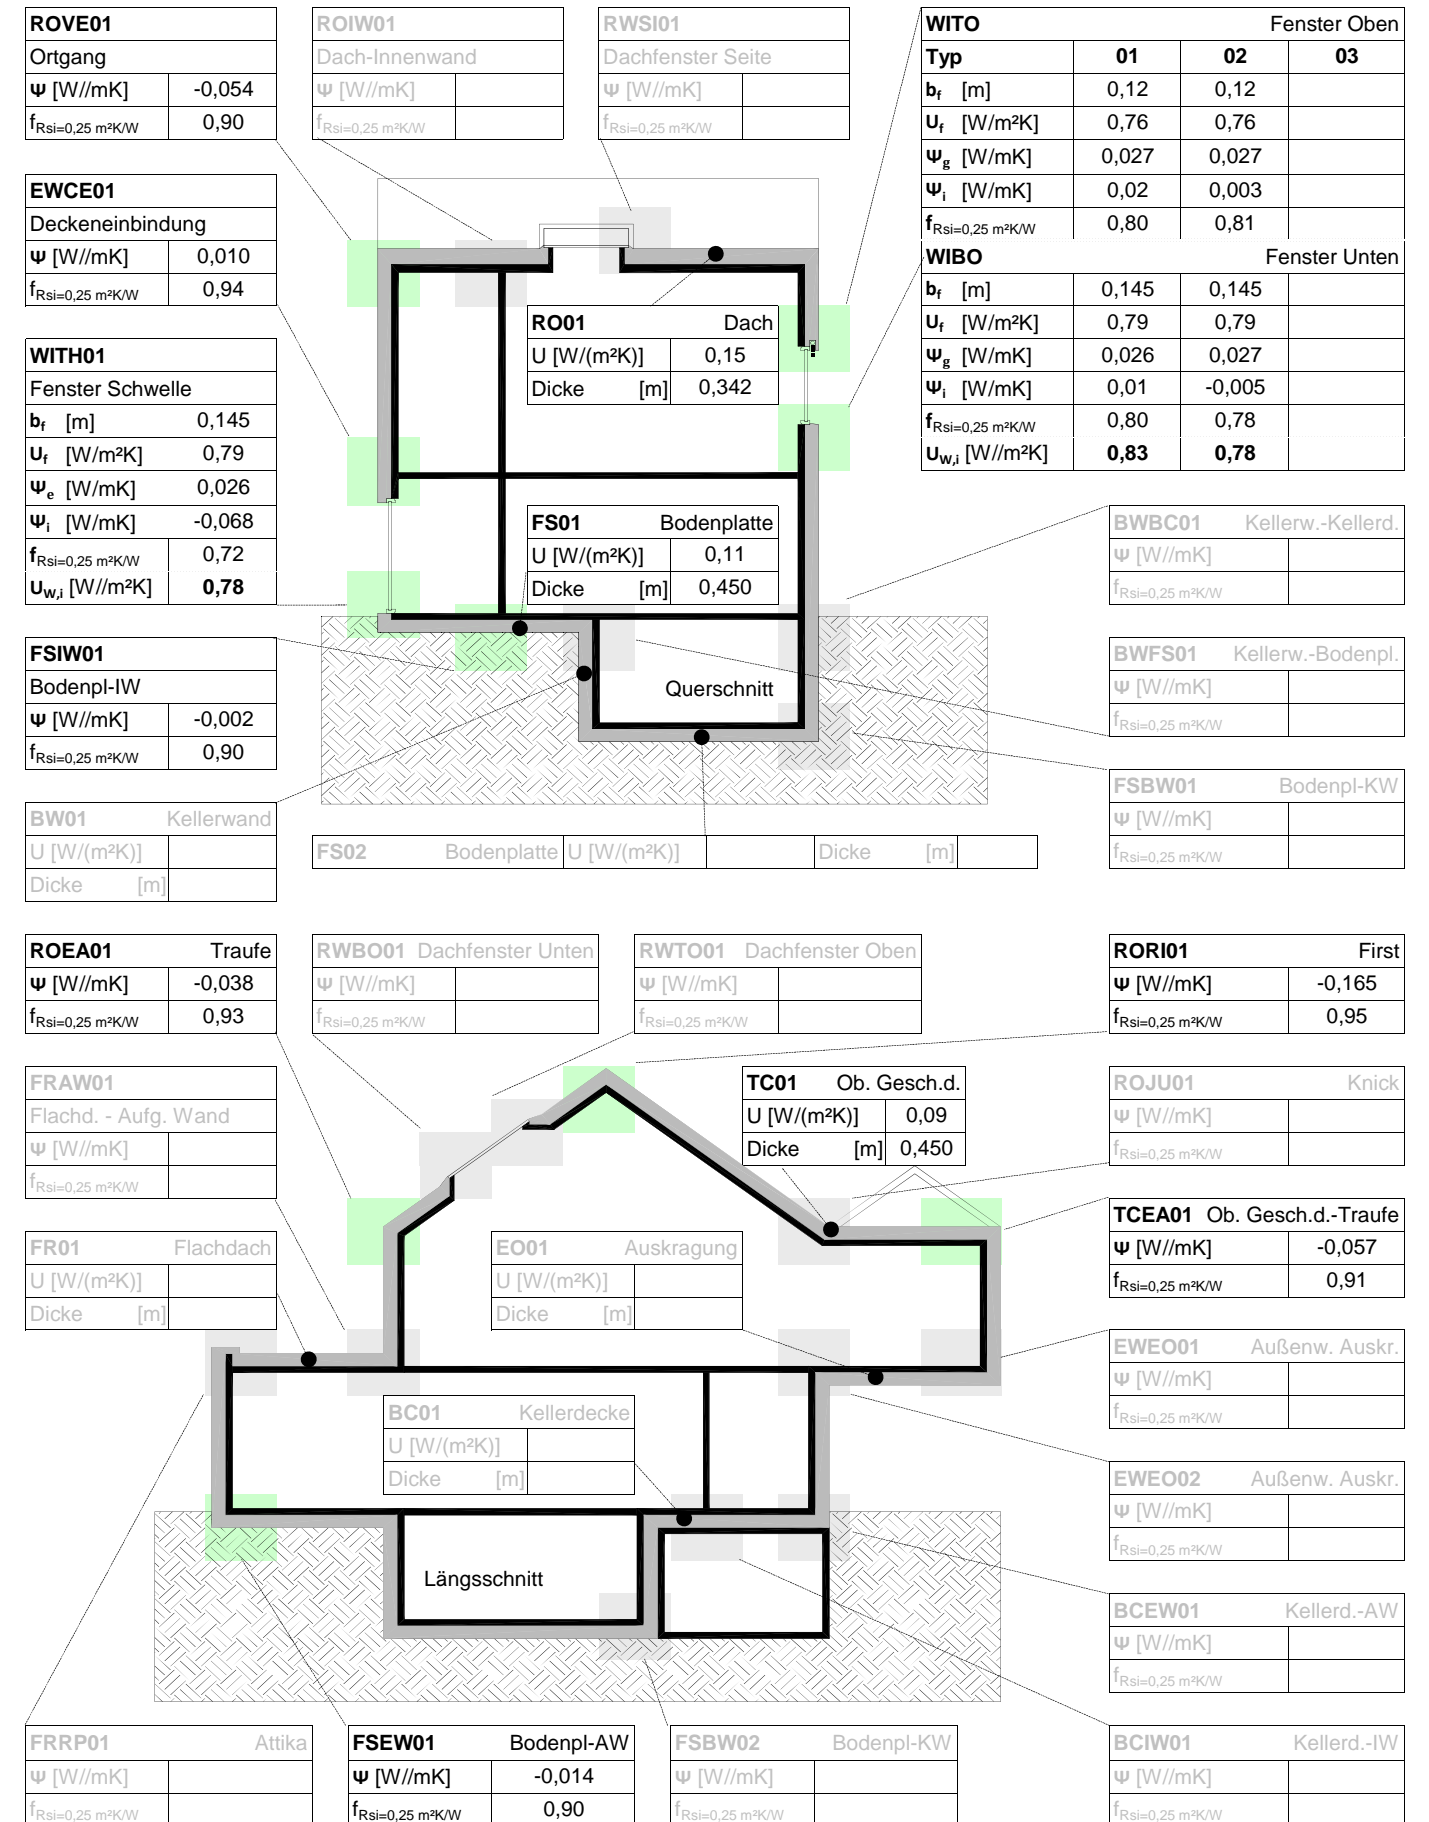 ROVE01
Ortgang
Ψ [W//mK] -0,054
fRsi=0,25 m²K/W 0,90
ROIW01
Dach-Innenwand
Ψ [W//mK]
fRsi=0,25 m²K/W
RWSI01
Dachfenster Seite
Ψ [W//mK]
fRsi=0,25 m²K/W
WITO Fenster Oben
Typ 01 02 03
bf [m] 0,12 0,12
Uf [W/m²K] 0,76 0,76
Ψg [W/mK] 0,027 0,027
Ψi [W/mK] 0,02 0,003
fRsi=0,25 m²K/W 0,80 0,81
WIBO Fenster Unten
bf [m] 0,145 0,145
Uf [W/m²K] 0,79 0,79
Ψg [W/mK] 0,026 0,027
Ψi [W/mK] 0,01 -0,005
fRsi=0,25 m²K/W 0,80 0,78
UW,i [W//m²K] 0,83 0,78
EWCE01
Deckeneinbindung
Ψ [W//mK] 0,010
fRsi=0,25 m²K/W 0,94
RO01 Dach
U [W/(m²K)] 0,15
Dicke [m] 0,342
WITH01
Fenster Schwelle
bf [m] 0,145
Uf [W/m²K] 0,79
Ψe [W/mK] 0,026
Ψi [W/mK] -0,068
fRsi=0,25 m²K/W 0,72
UW,i [W//m²K] 0,78
FS01 Bodenplatte
U [W/(m²K)] 0,11
Dicke [m] 0,450
BWBC01 Kellerw.-Kellerd.
Ψ [W//mK]
fRsi=0,25 m²K/W
FSIW01
Bodenpl-IW
Ψ [W//mK] -0,002
fRsi=0,25 m²K/W 0,90
Querschnitt
BWFS01 Kellerw.-Bodenpl.
Ψ [W//mK]
fRsi=0,25 m²K/W
FSBW01 Bodenpl-KW
Ψ [W//mK]
fRsi=0,25 m²K/W
BW01 Kellerwand
U [W/(m²K)]
Dicke [m]
FS02 Bodenplatte U [W/(m²K)] Dicke [m]
ROEA01 Traufe
Ψ [W//mK] -0,038
fRsi=0,25 m²K/W 0,93
RWBO01 Dachfenster Unten
Ψ [W//mK]
fRsi=0,25 m²K/W
RWTO01 Dachfenster Oben
Ψ [W//mK]
fRsi=0,25 m²K/W
RORI01 First
Ψ [W//mK] -0,165
fRsi=0,25 m²K/W 0,95
FRAW01
Flachd. - Aufg. Wand
Ψ [W//mK]
fRsi=0,25 m²K/W
TC01 Ob. Gesch.d.
U [W/(m²K)] 0,09
Dicke [m] 0,450
ROJU01 Knick
Ψ [W//mK]
fRsi=0,25 m²K/W
TCEA01 Ob. Gesch.d.-Traufe
Ψ [W//mK] -0,057
fRsi=0,25 m²K/W 0,91
FR01 Flachdach
U [W/(m²K)]
Dicke [m]
EO01 Auskragung
U [W/(m²K)]
Dicke [m]
EWEO01 Außenw. Auskr.
Ψ [W//mK]
fRsi=0,25 m²K/W
BC01 Kellerdecke
U [W/(m²K)]
Dicke [m]
EWEO02 Außenw. Auskr.
Ψ [W//mK]
fRsi=0,25 m²K/W
Längsschnitt
BCEW01 Kellerd.-AW
Ψ [W//mK]
fRsi=0,25 m²K/W
FRRP01 Attika
Ψ [W//mK]
fRsi=0,25 m²K/W
FSEW01 Bodenpl-AW
Ψ [W//mK] -0,014
fRsi=0,25 m²K/W 0,90
FSBW02 Bodenpl-KW
Ψ [W//mK]
fRsi=0,25 m²K/W
BCIW01 Kellerd.-IW
Ψ [W//mK]
fRsi=0,25 m²K/W